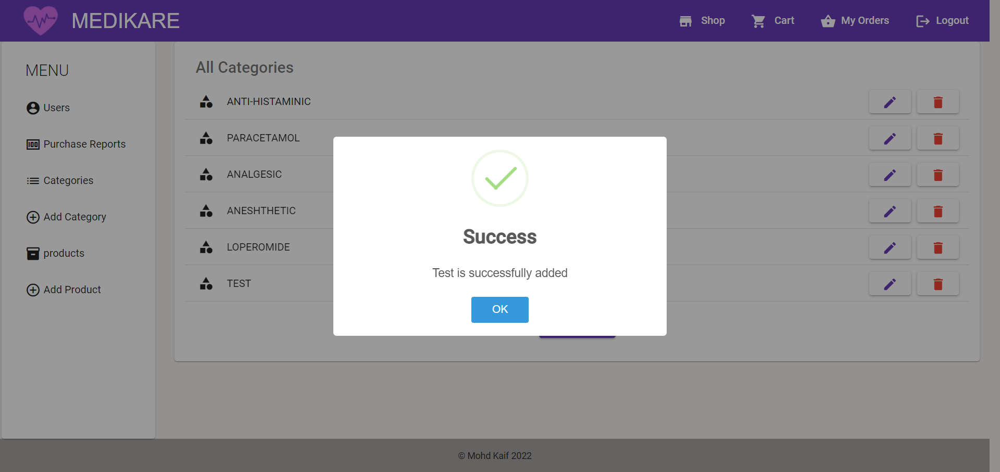 MEDIKARE
Shop
Cart
My Orders
Logout
MENU
Users
100
Purchase Reports
Categories
Add Category
products
Add Product
All Categories
ANTI-HISTAMINIC
PARACETAMOL
ANALGESIC
ANESHTHETIC
LOPEROMIDE
TEST
Success
Test is successfully added
OK
© Mohd Kaif 2022